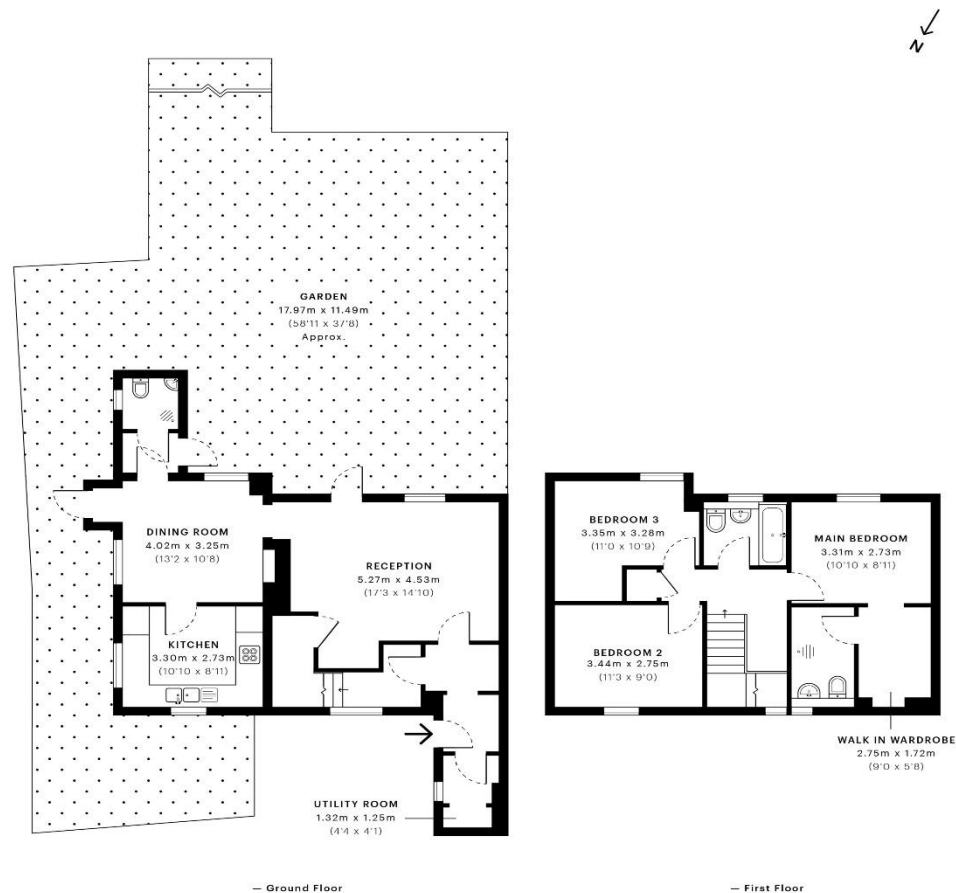 N
GARDEN
17.97m x 11.49m
(58'11 x 37'8)
Approx.
DINING ROOM
4.02m x 3.25m
(13'2 x 10'8)
RECEPTION
5.27m x 4.53m
(17'3 x 14'10)
KITCHEN
3.30m x 2.73m
(10'10 x 8'11)
UTILITY ROOM
1.32m x 1.25m
(4'4 x 4'1)
BEDROOM 3
3.35m x 3.28m
(11'0 x 10'9)
MAIN BEDROOM
3.31m x 2.73m
(10'10 x 8'11)
BEDROOM 2
3.44m x 2.75m
(11'3 x 9'0)
WALK IN WARDROBE
2.75m x 1.72m
(9'0 x 5'8)
— Ground Floor
— First Floor